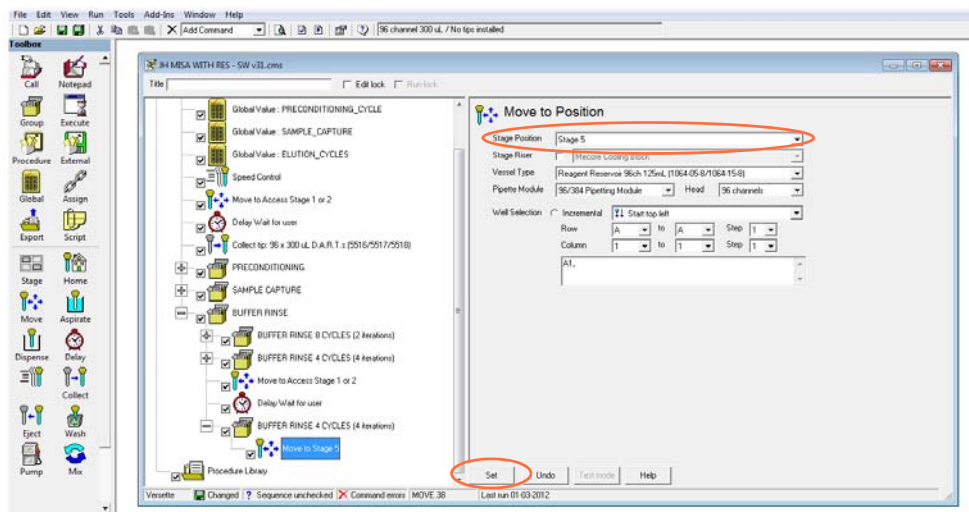 File Edit View Run Tools Add-Ins Window Help
Add Command 96 channel 300 uL / No tips installed
Toolbox
Call Notepad
Group Execute
Procedure External
Global Assign
Export Script
Stage Home
Move Aspirate
Dispense Delay
Collect
Eject Wash
Pump Mix
JH MISA WITH RES - SW v31.cms
Title Edit lock Run lock
Global Value : PRECONDITIONING_CYCLE
Global Value : SAMPLE_CAPTURE
Global Value : ELUTION_CYCLES
Speed Control
Move to Access Stage 1 or 2
Delay Wait for user
Collect tip: 96 x 300 uL D.A.R.T.s (5516/5517/5518)
PRECONDITIONING
SAMPLE CAPTURE
BUFFER RINSE
BUFFER RINSE 8 CYCLES (2 iterations)
BUFFER RINSE 4 CYCLES (4 iterations)
Move to Access Stage 1 or 2
Delay Wait for user
BUFFER RINSE 4 CYCLES (4 iterations)
Move to Stage 5
Procedure Library
Move to Position
Stage Position Stage 5
Stage Riser Mecore Cooling Block
Vessel Type Reagent Reservor 96ch 125mL (1064-05-8/1064-15-8)
Pipette Module 96/384 Pipetting Module Head 96 channels
Well Selection Incremental Start top left
Row A to A Step 1
Column 1 to 1 Step 1
A1,
Set Undo Test mode Help
Versette Changed ? Sequence unchecked Command errors MOVE.38 Last run 01-03-2012